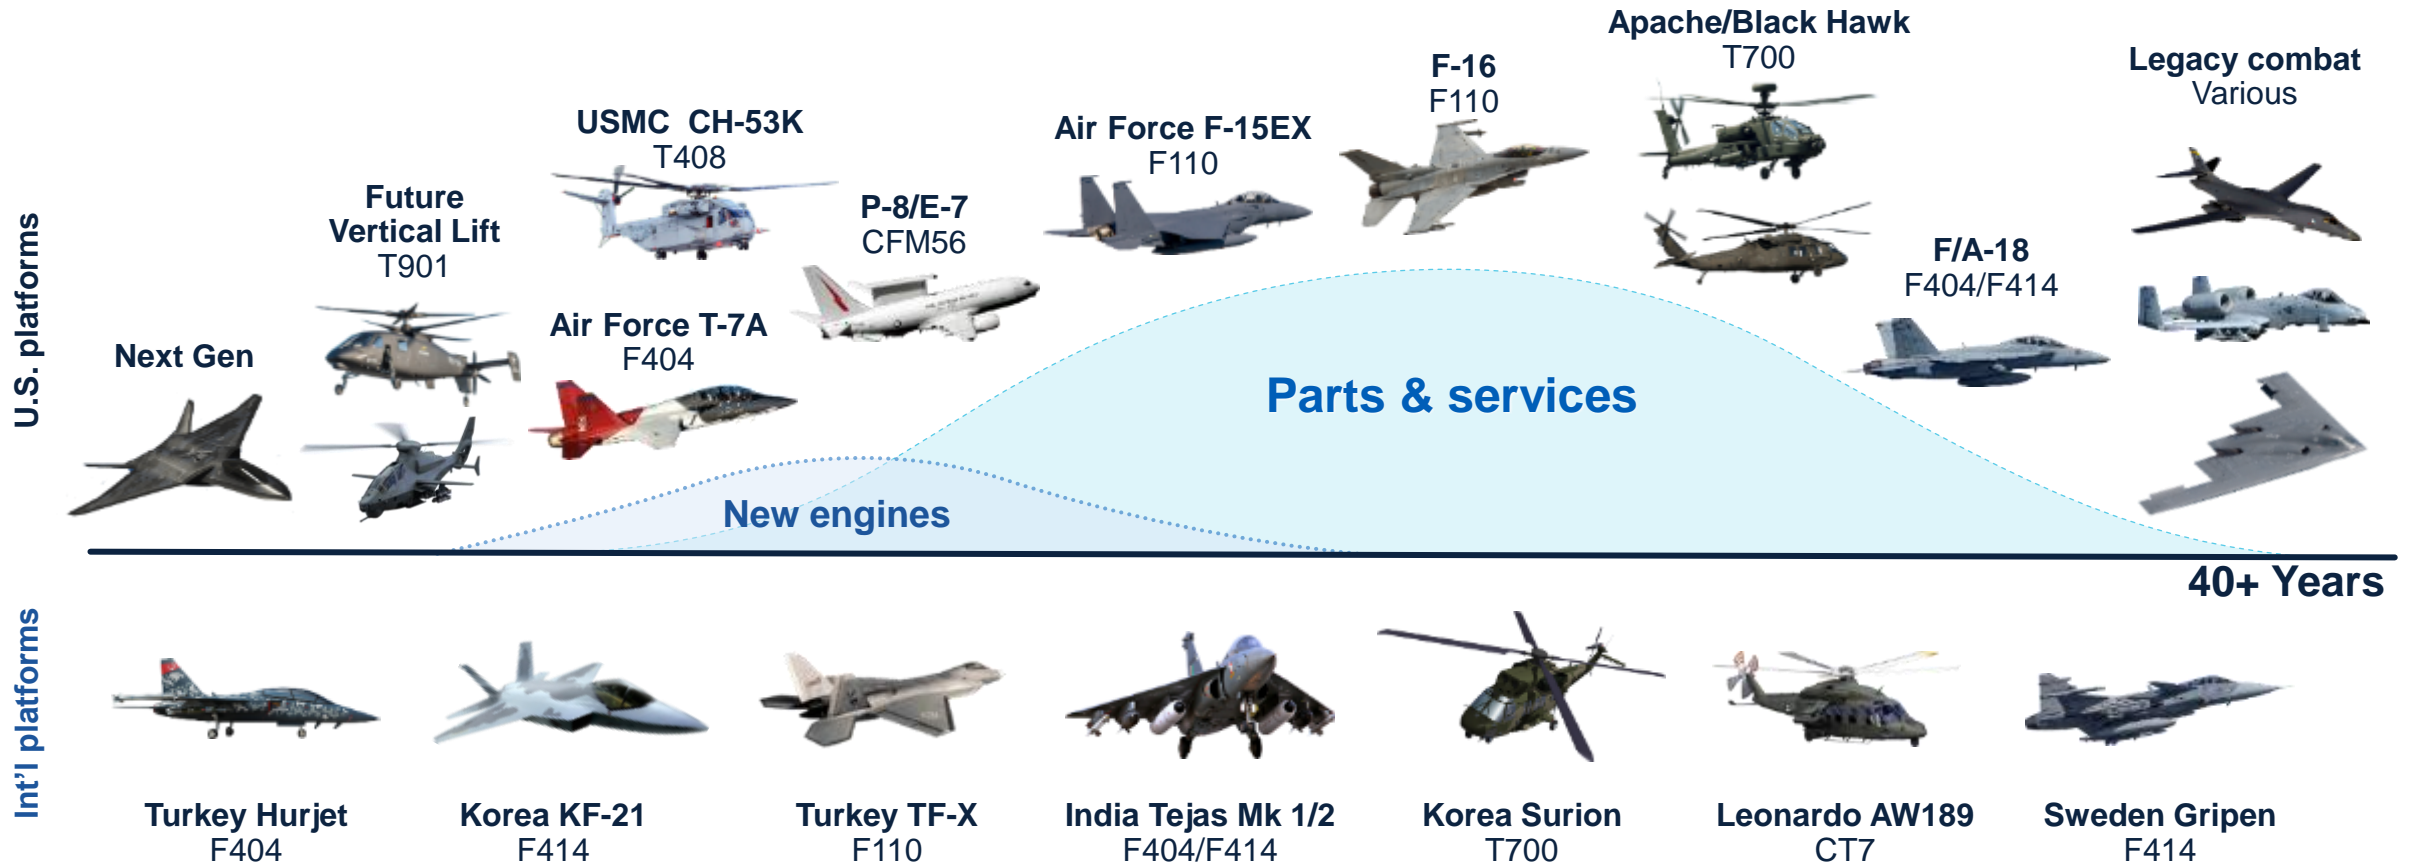 U.S. platforms
Next Gen
Future
Vertical Lift
T901
USMC  CH-53K
T408
Air Force T-7A
F404
P-8/E-7
CFM56
Air Force F-15EX
F110
F-16
F110
Apache/Black Hawk
T700
F/A-18
F404/F414
Legacy combat
Various
Parts & services
New engines
40+ Years
Int’l platforms
Turkey Hurjet
F404
Korea KF-21
F414
Turkey TF-X
F110
India Tejas Mk 1/2
F404/F414
Korea Surion
T700
Leonardo AW189
CT7
Sweden Gripen
F414